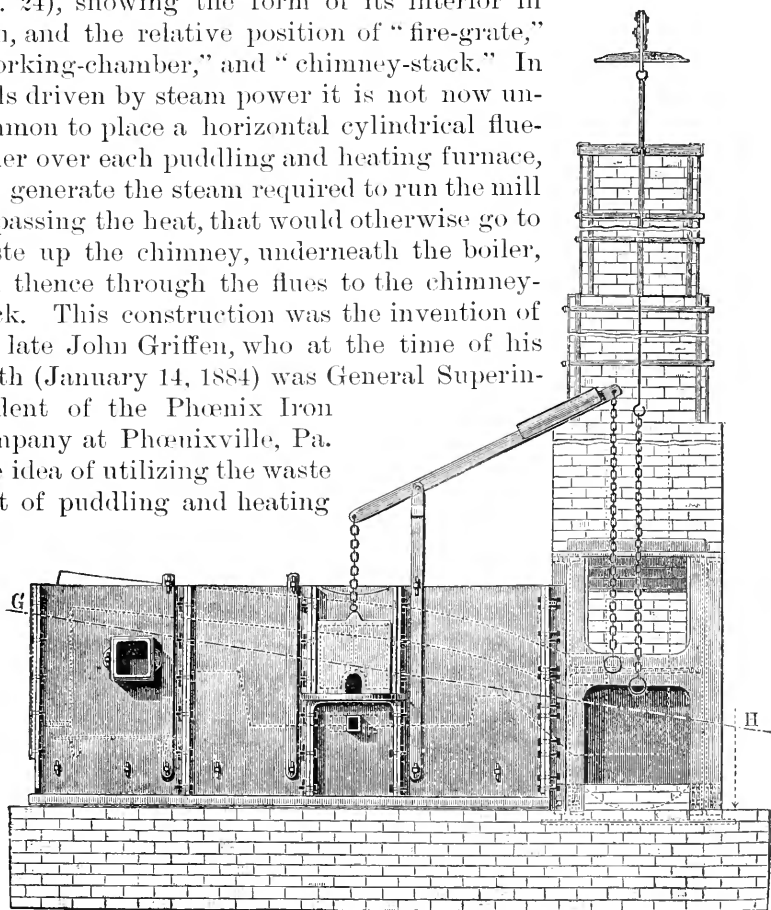 . 24), showing the form of its interior in
, and the relative position of “fire-grate,”
orking-chamber,” and “chimney-stack.” In
ls driven by steam power it is not now un-
mmon to place a horizontal cylindrical flue-
er over each puddling and heating furnace,
generate the steam required to run the mill
passing the heat, that would otherwise go to
ste up the chimney, underneath the boiler,
thence through the flues to the chimney-
ck. This construction was the invention of
late John Griffen, who at the time of his
th (January 14, 1884) was General Superin-
dent of the Phœnix Iron
mpany at Phœnixville, Pa.
e idea of utilizing the waste
t of puddling and heating
G
H